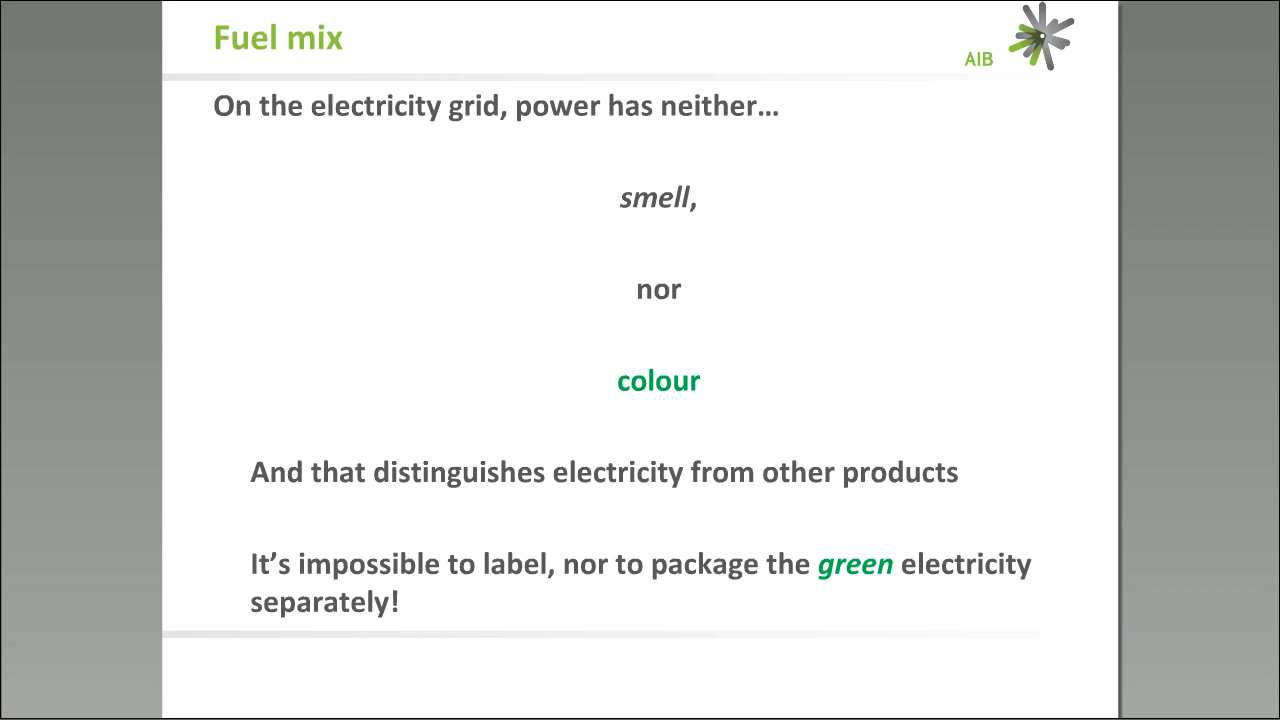 Fuel mix
AIB
On the electricity grid, power has neither…
smell,
nor
colour
And that distinguishes electricity from other products
It’s impossible to label, nor to package the green electricity
separately!